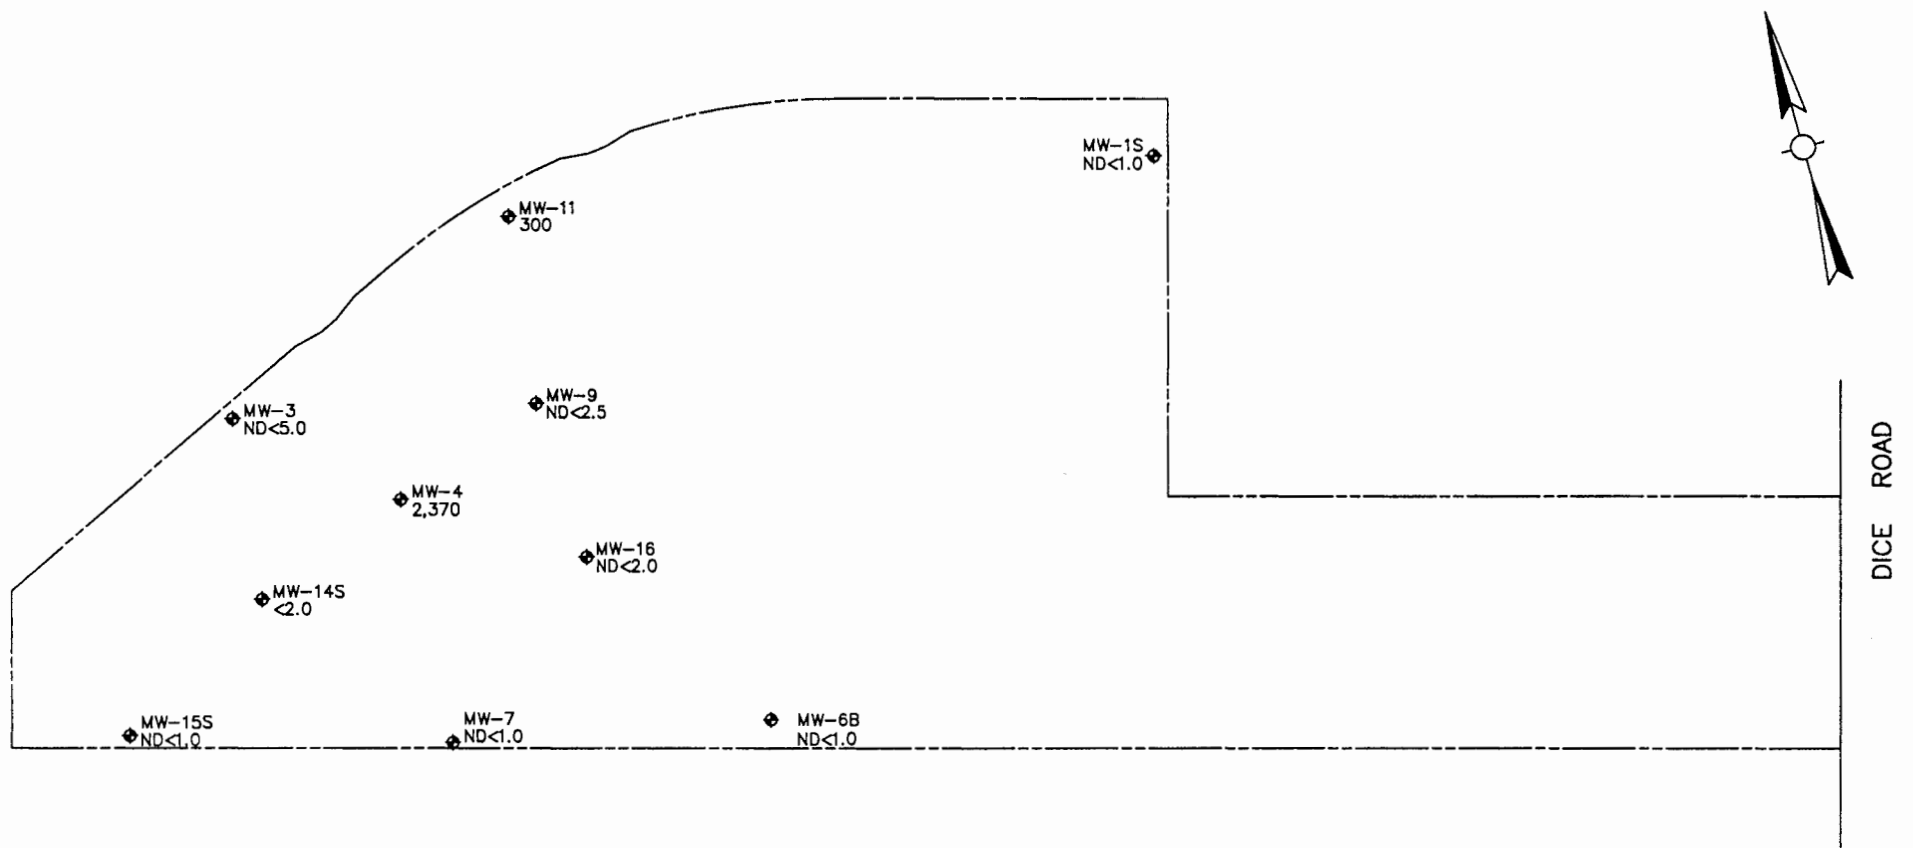 MW-1S
ND<1.0
MW-11
300
MW-9
ND<2.5
MW-3
ND<5.0
MW-4
2,370
MW-16
ND<2.0
MW-14S
<2.0
MW-15S
ND<1.0
MW-7
ND<1.0
MW-6B
ND<1.0
DICE ROAD